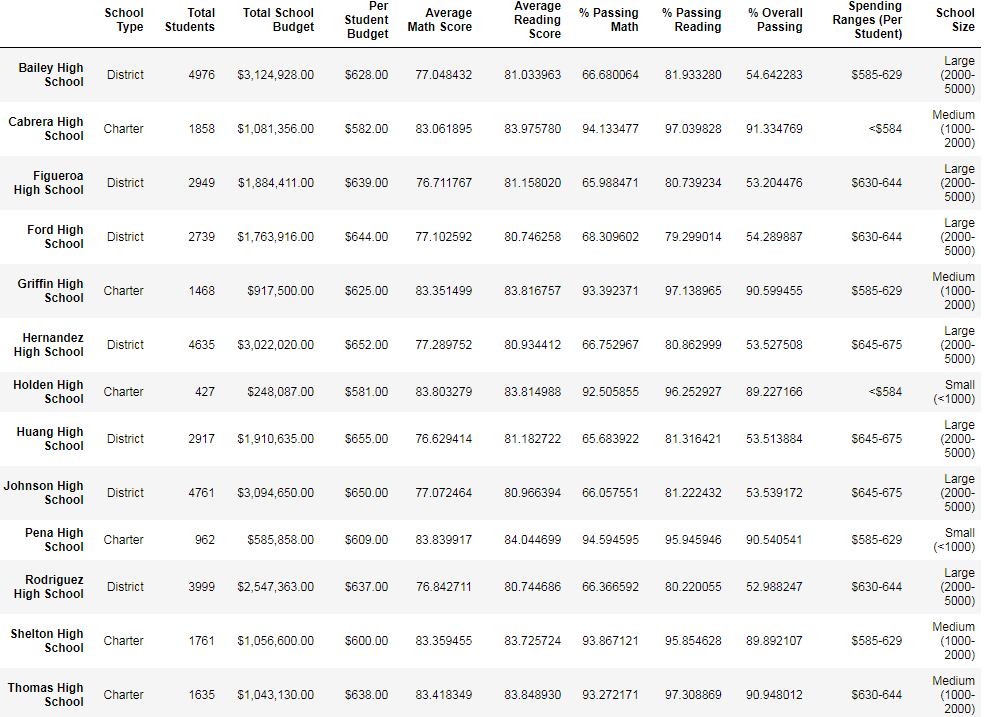 School Type Total Students Total School Budget Per Student Budget Average Math Score Average Reading Score % Passing Math % Passing Reading % Overall Passing Spending Ranges (Per Student) School Size
Bailey High School District 4976 $3,124,928.00 $628.00 77.048432 81.033963 66.680064 81.933280 54.642283 $585-629 Large (2000-5000)
Cabrera High School Charter 1858 $1,081,356.00 $582.00 83.061895 83.975780 94.133477 97.039828 91.334769 <$584 Medium (1000-2000)
Figueroa High School District 2949 $1,884,411.00 $639.00 76.711767 81.158020 65.988471 80.739234 53.204476 $630-644 Large (2000-5000)
Ford High School District 2739 $1,763,916.00 $644.00 77.102592 80.746258 68.309602 79.299014 54.289887 $630-644 Large (2000-5000)
Griffin High School Charter 1468 $917,500.00 $625.00 83.351499 83.816757 93.392371 97.138965 90.599455 $585-629 Medium (1000-2000)
Hernandez High School District 4635 $3,022,020.00 $652.00 77.289752 80.934412 66.752967 80.862999 53.527508 $645-675 Large (2000-5000)
Holden High School Charter 427 $248,087.00 $581.00 83.803279 83.814988 92.505855 96.252927 89.227166 <$584 Small (<1000)
Huang High School District 2917 $1,910,635.00 $655.00 76.629414 81.182722 65.683922 81.316421 53.513884 $645-675 Large (2000-5000)
Johnson High School District 4761 $3,094,650.00 $650.00 77.072464 80.966394 66.057551 81.222432 53.539172 $645-675 Large (2000-5000)
Pena High School Charter 962 $585,858.00 $609.00 83.839917 84.044699 94.594595 95.945946 90.540541 $585-629 Small (<1000)
Rodriguez High School District 3999 $2,547,363.00 $637.00 76.842711 80.744686 66.366592 80.220055 52.988247 $630-644 Large (2000-5000)
Shelton High School Charter 1761 $1,056,600.00 $600.00 83.359455 83.725724 93.867121 95.854628 89.892107 $585-629 Medium (1000-2000)
Thomas High School Charter 1635 $1,043,130.00 $638.00 83.418349 83.848930 93.272171 97.308869 90.948012 $630-644 Medium (1000-2000)